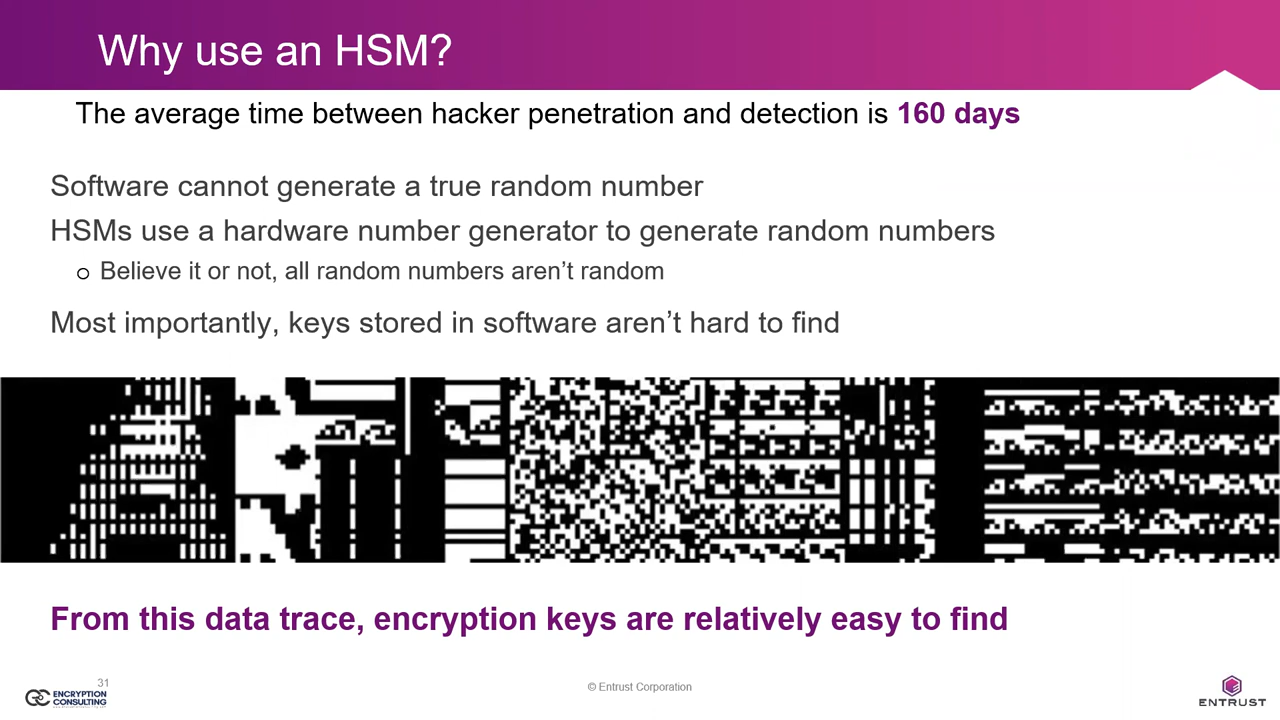 Why use an HSM?
The average time between hacker penetration and detection is 160 days
Software cannot generate a true random number
HSMs use a hardware number generator to generate random numbers
Believe it or not, all random numbers aren’t random
Most importantly, keys stored in software aren’t hard to find
From this data trace, encryption keys are relatively easy to find
31
ENCRYPTION
CONSULTING
© Entrust Corporation
ENTRUST